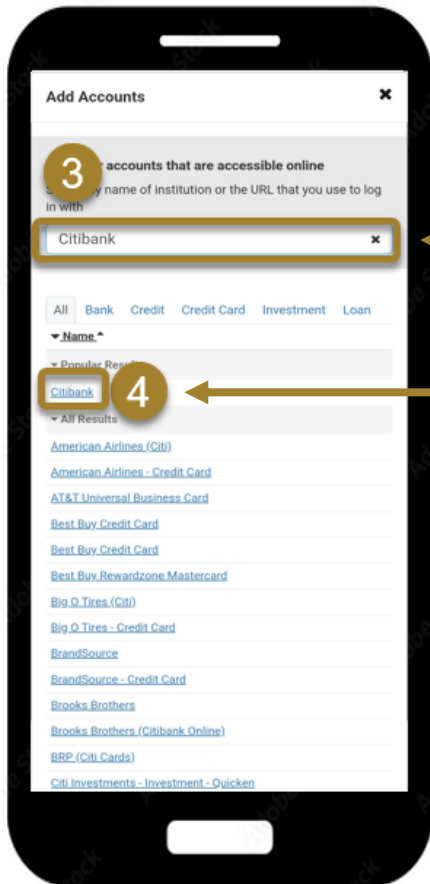 Add Accounts ✖
3
r accounts that are accessible online
y name of institution or the URL that you use to log
in with
Citibank ✖
All Bank Credit Credit Card Investment Loan
Name
Popular Res
Citibank
4
All Results
American Airlines (Citi)
American Airlines - Credit Card
AT&T Universal Business Card
Best Buy Credit Card
Best Buy Credit Card
Best Buy Rewardzone Mastercard
Big O Tires (Citi)
Big O Tires - Credit Card
BrandSource
BrandSource - Credit Card
Brooks Brothers
Brooks Brothers (Citibank Online)
BRP (Citi Cards)
Citi Investments - Investment - Quicken